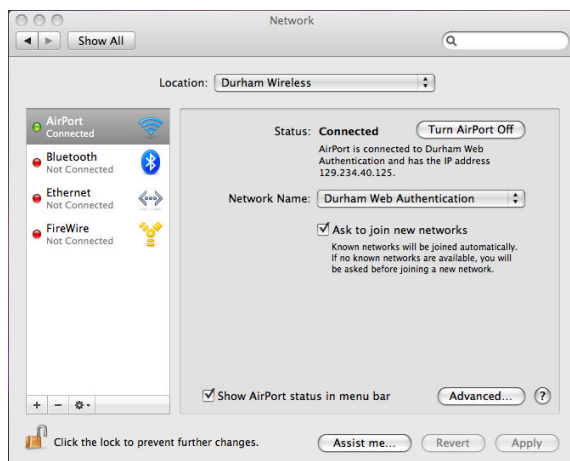 Network
Show All
Location: Durham Wireless
AirPort
Connected
Bluetooth
Not Connected
Ethernet
Not Connected
FireWire
Not Connected
Status: Connected Turn AirPort Off
AirPort is connected to Durham Web
Authentication and has the IP address
129.234.40.125.
Network Name: Durham Web Authentication
Ask to join new networks
Known networks will be joined automatically.
If no known networks are available, you will
be asked before joining a new network.
Show AirPort status in menu bar Advanced... ?
+ −
Click the lock to prevent further changes. Assist me... Revert Apply